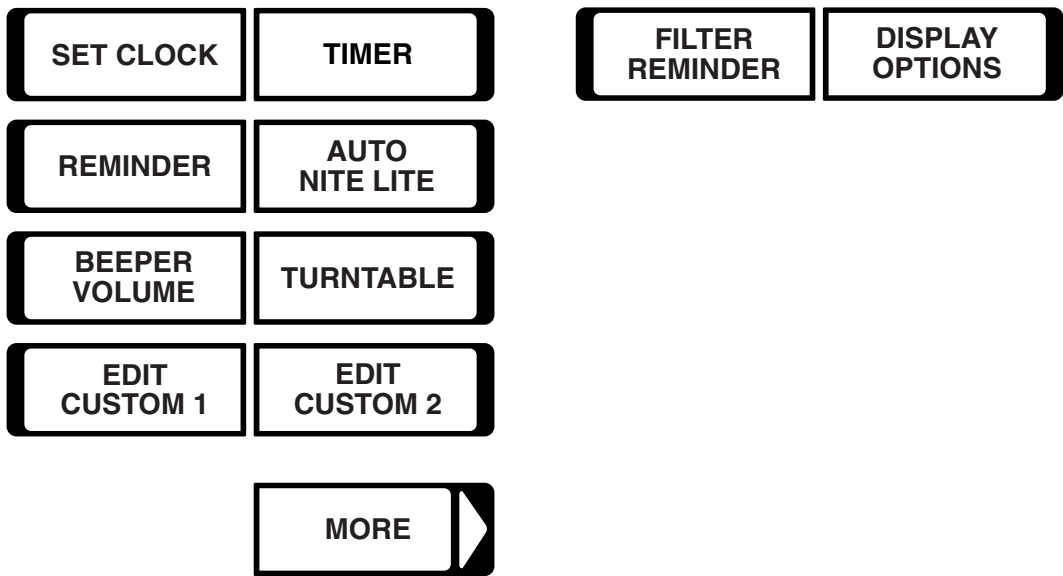 SET CLOCK
TIMER
REMINDER
AUTO
NITE LITE
BEEPER
VOLUME
TURNTABLE
EDIT
CUSTOM 1
EDIT
CUSTOM 2
MORE
FILTER
REMINDER
DISPLAY
OPTIONS